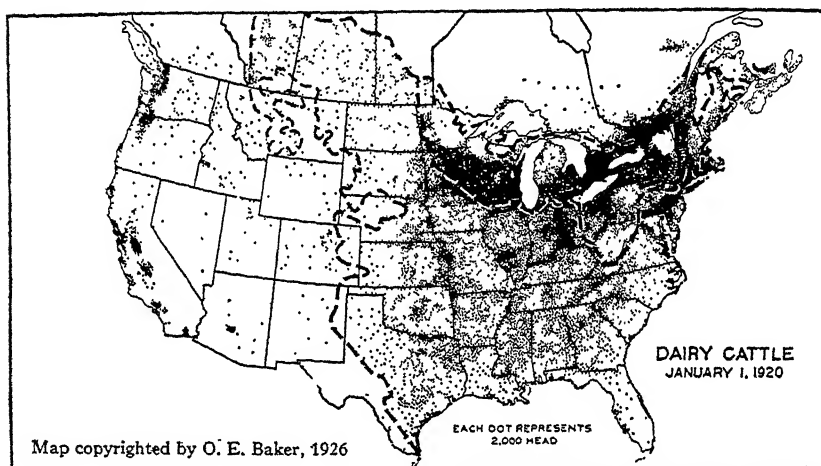 DAIRY CATTLE
JANUARY 1, 1920
EACH DOT REPRESENTS
2,000 HEAD
Map copyrighted by O. E. Baker, 1926